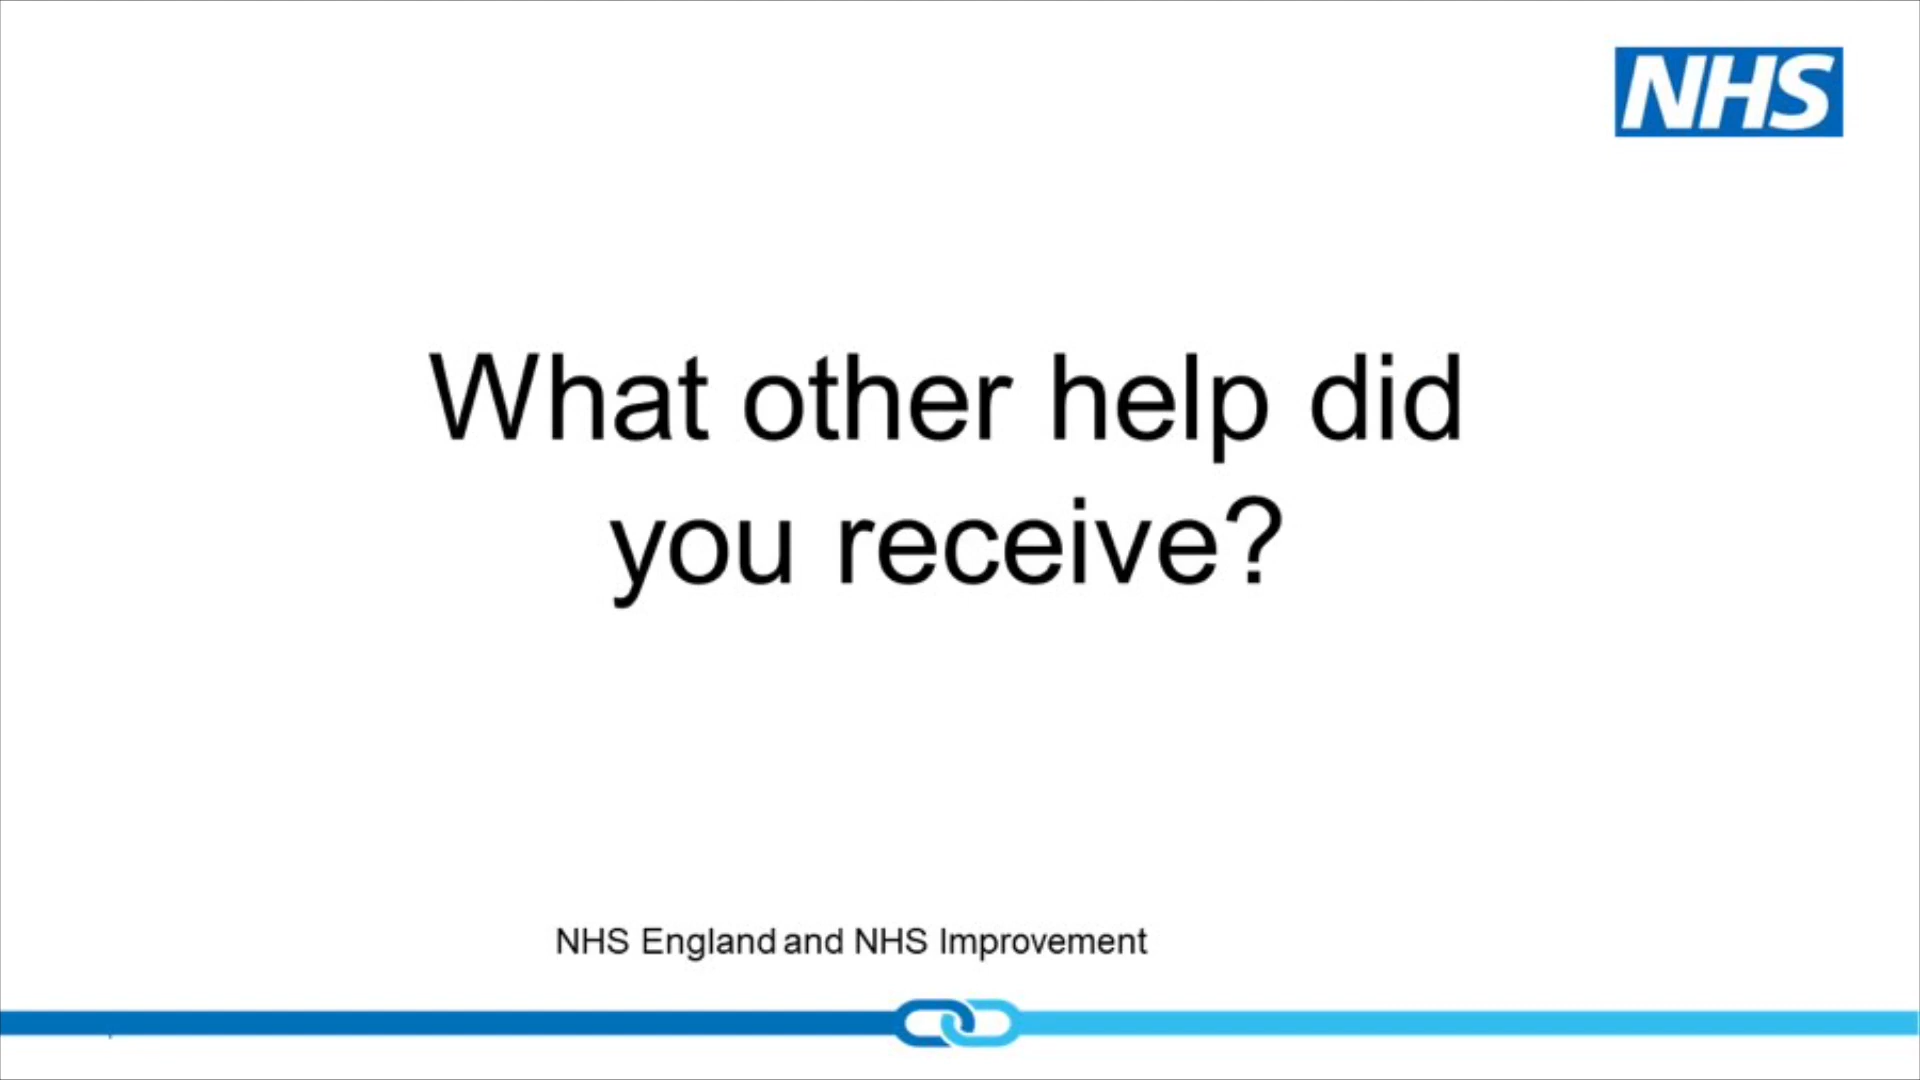 NHS
What other help did
you receive?
NHS England and NHS Improvement